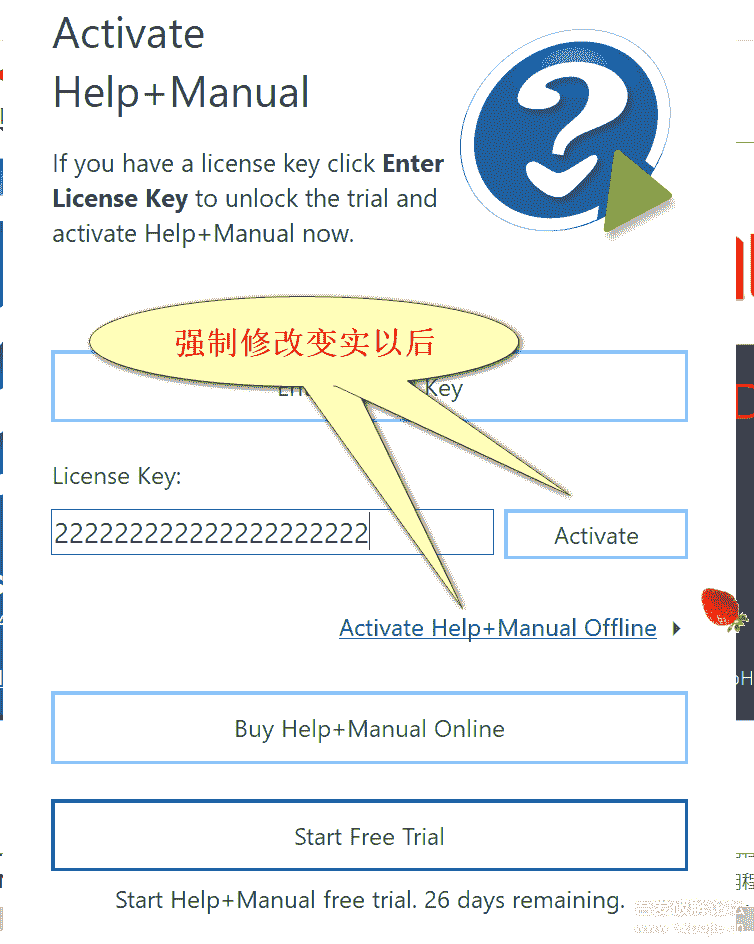 Activate
Help+Manual
If you have a license key click Enter
License Key to unlock the trial and
activate Help+Manual now.
强制修改变实以后
Key
License Key:
222222222222222222222
Activate
Activate Help+Manual Offline
Buy Help+Manual Online
Start Free Trial
Start Help+Manual free trial. 26 days remaining.